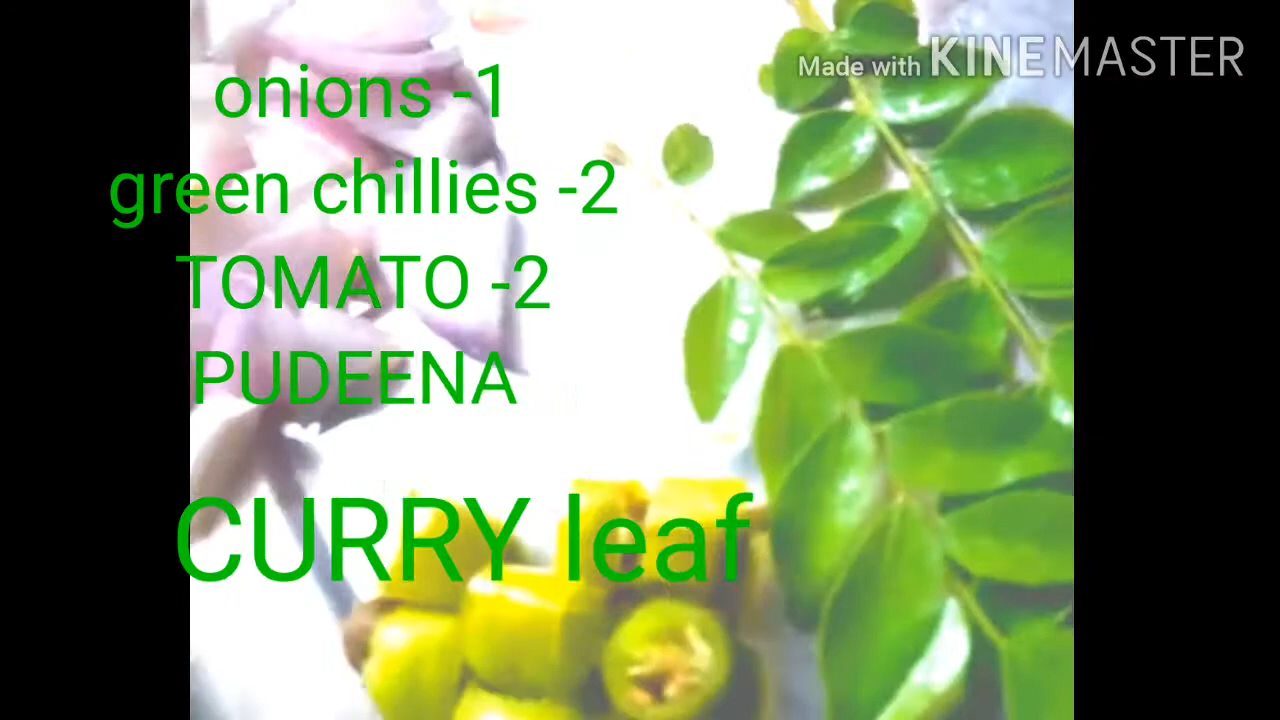 Made with KINEMASTER
onions -1
green chillies -2
TOMATO -2
PUDEENA
CURRY leaf